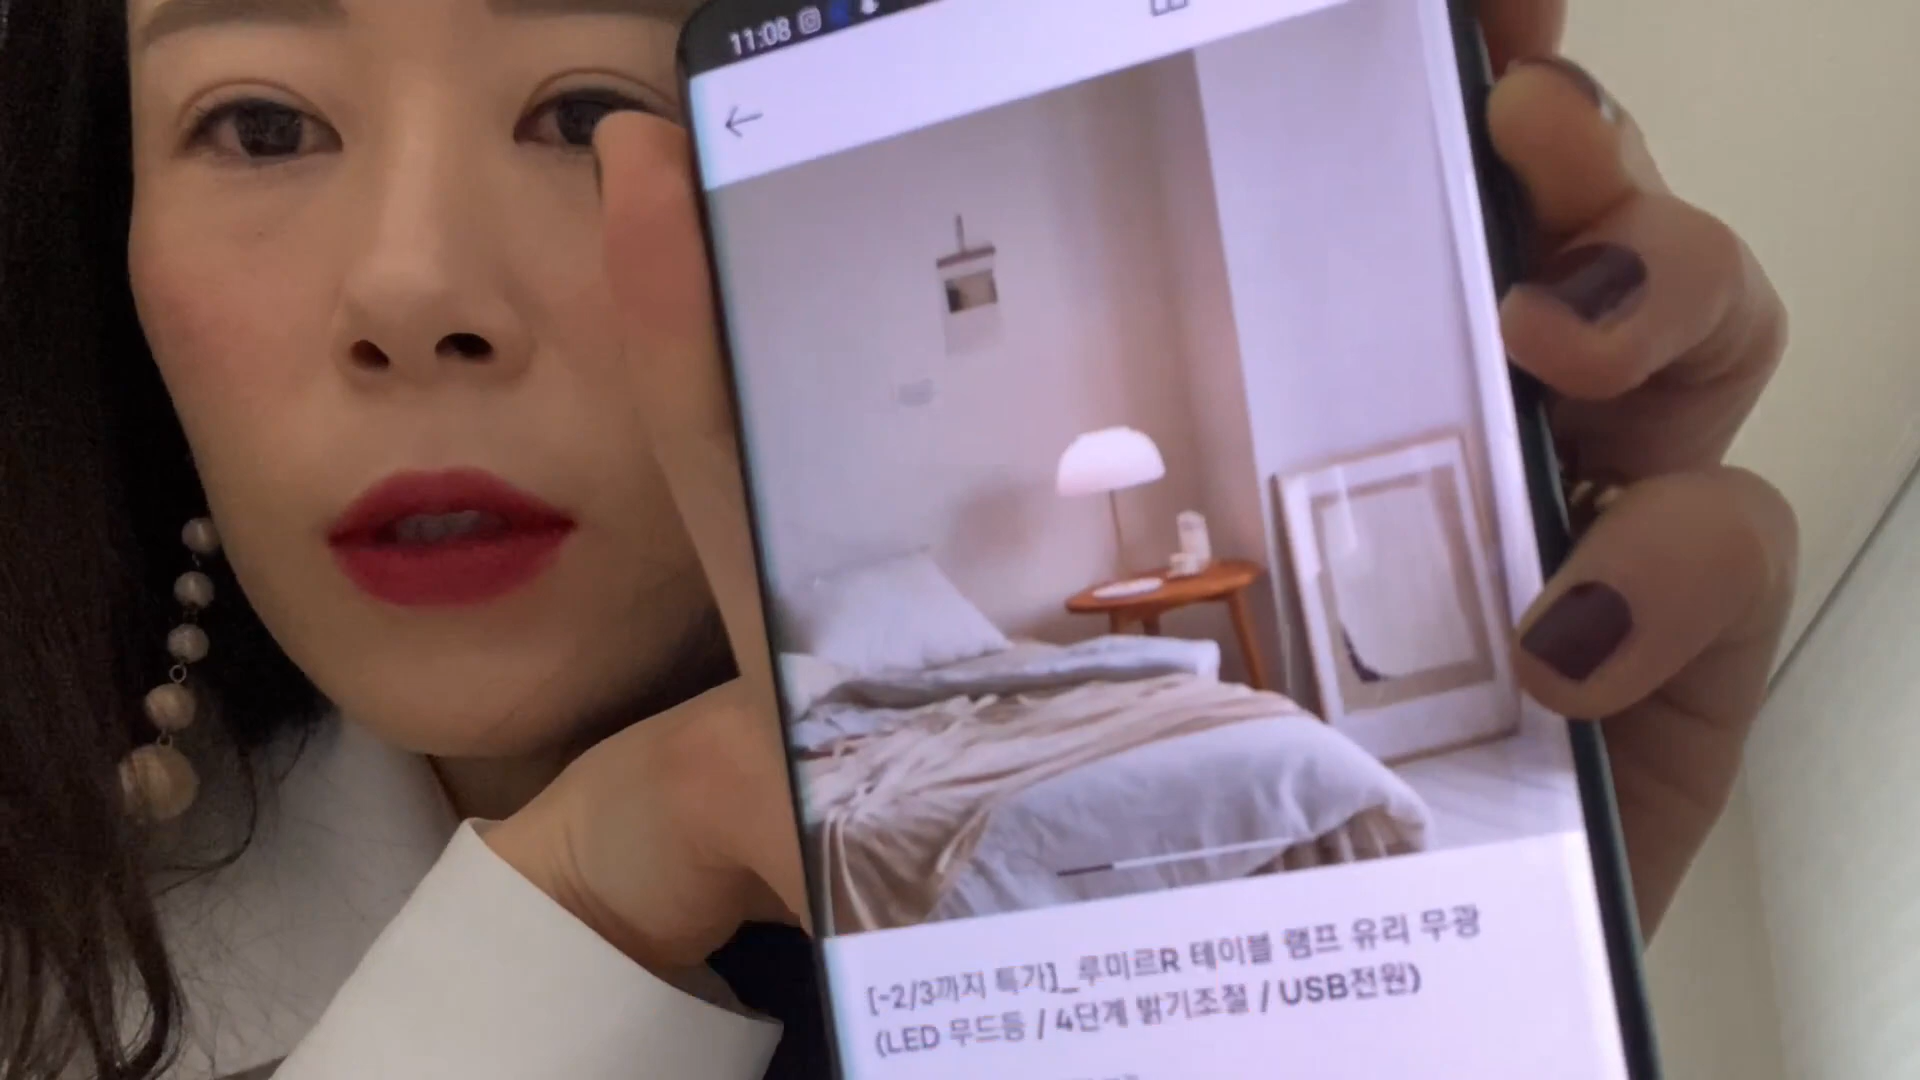 11:08
[~2/3까지 특가]_루미르R 테이블 램프 유리 무광
(LED 무드등 / 4단계 밝기조절 / USB전원)